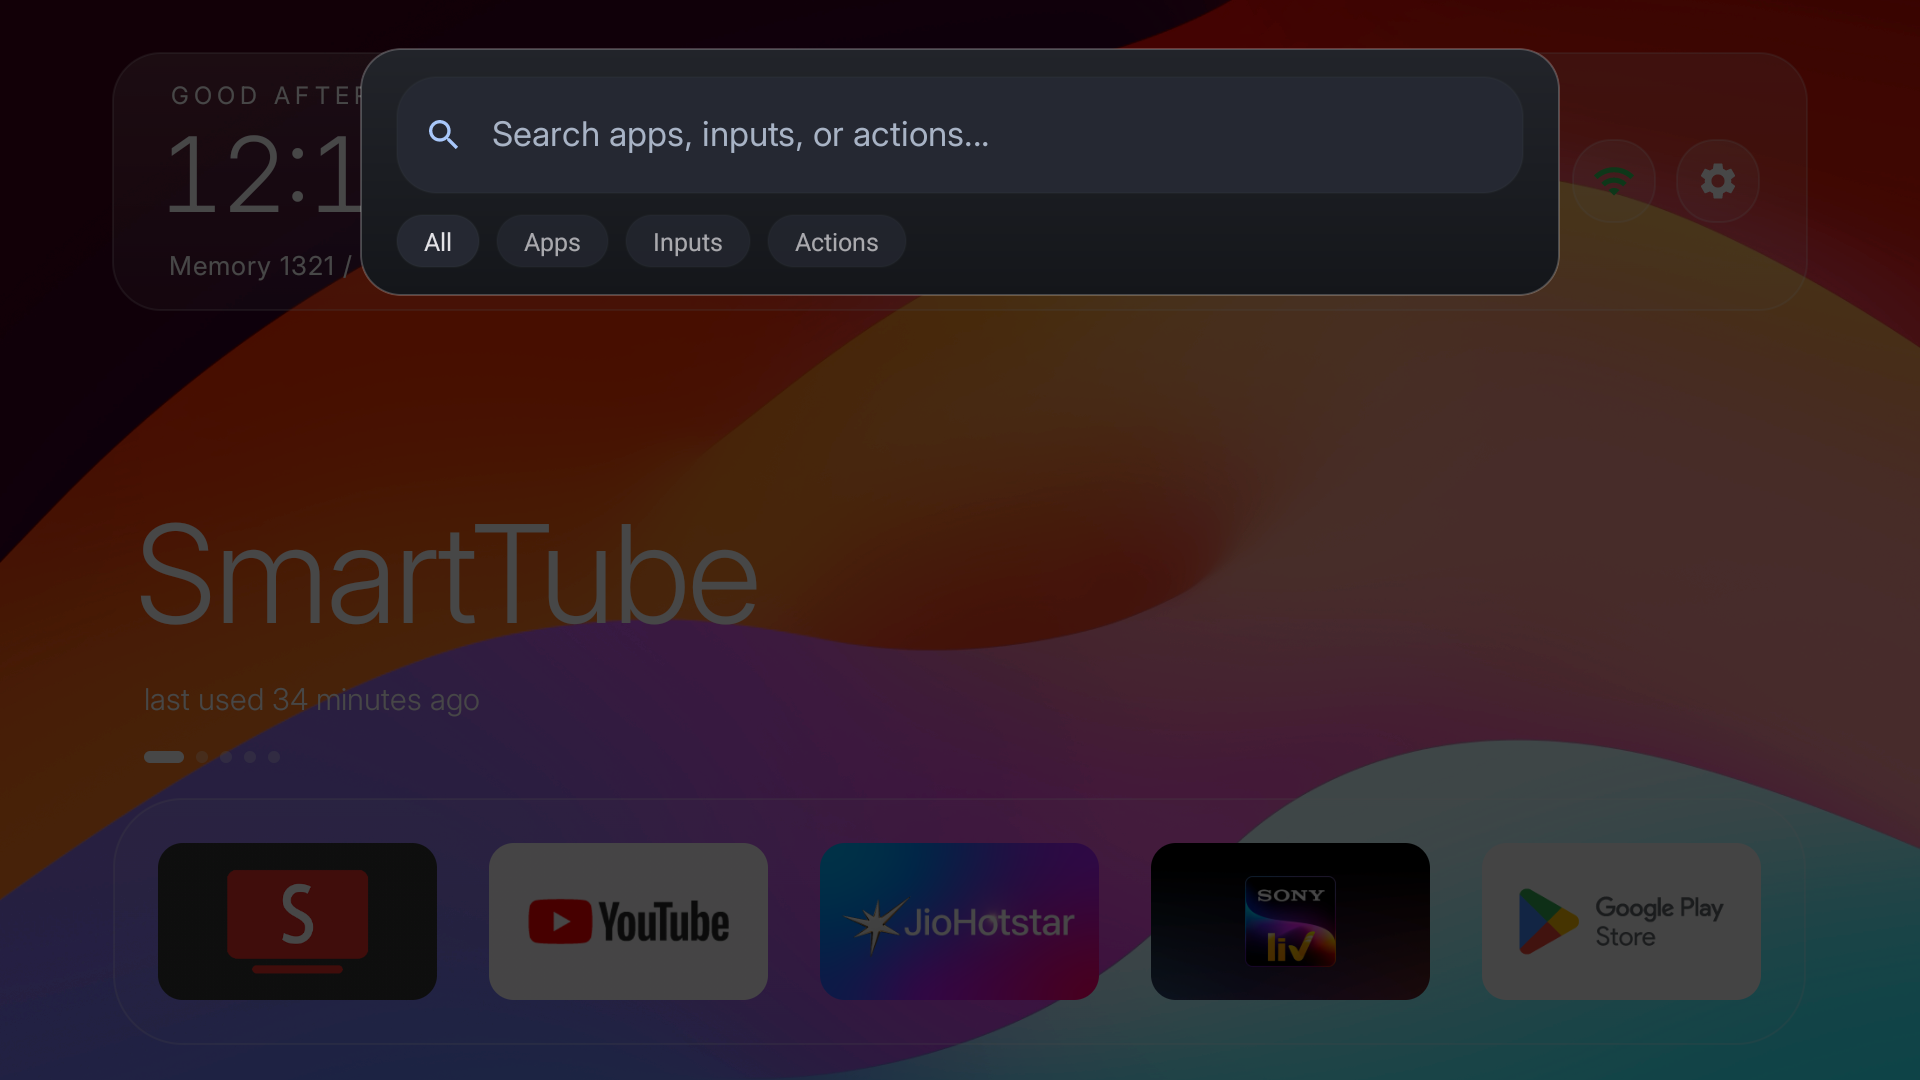 GOOD AFTER
12:1
Memory 1321 /
Search apps, inputs, or actions...
All
Apps
Inputs
Actions
SmartTube
last used 34 minutes ago
S
YouTube
JioHotstar
SONY
liv
Google Play
Store